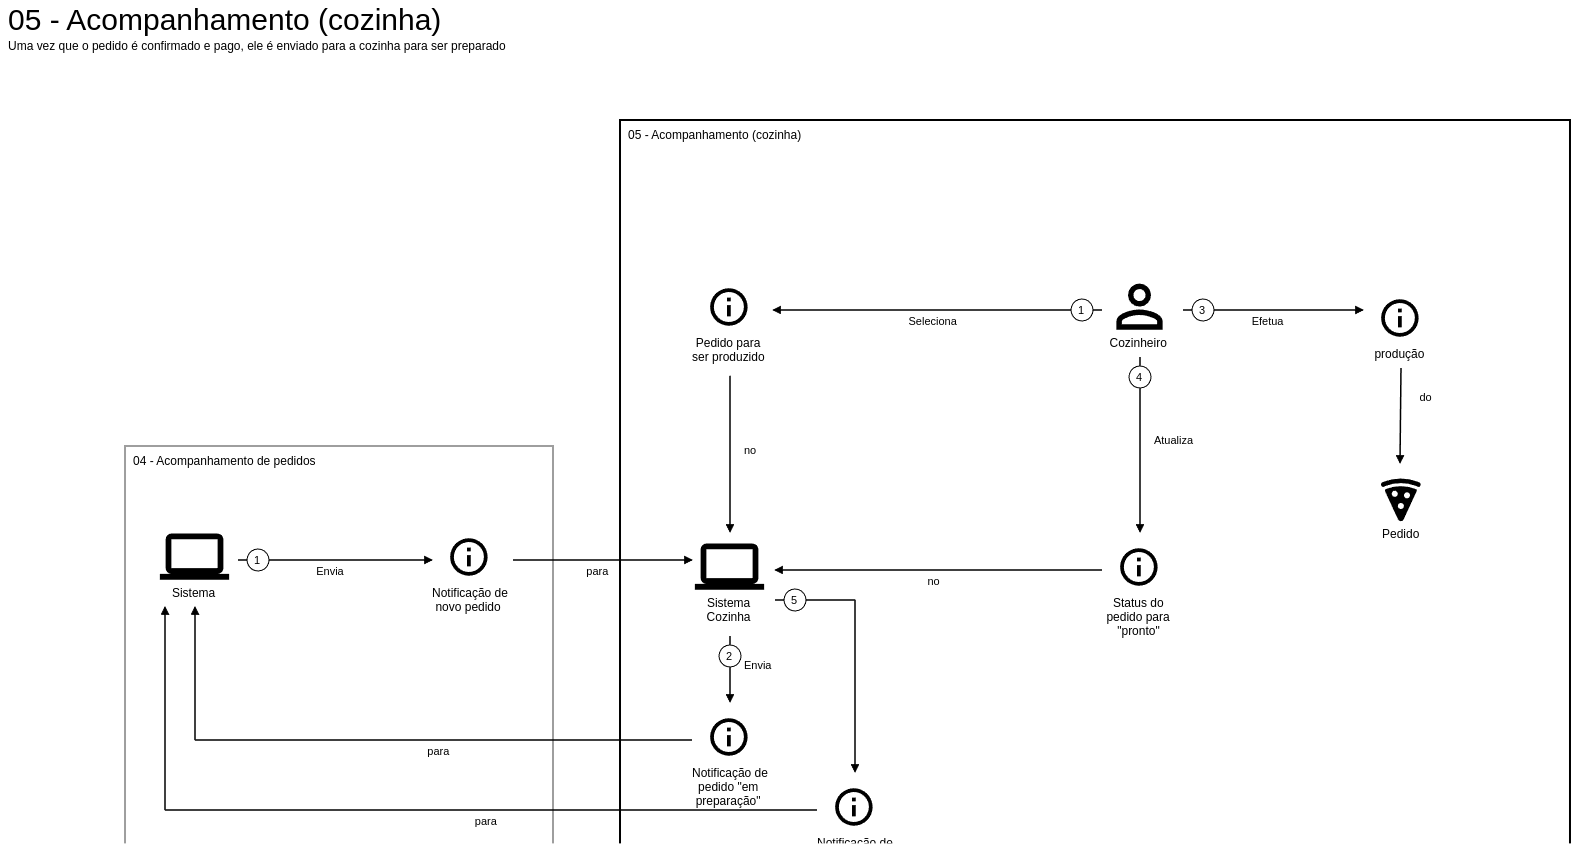 05 - Acompanhamento (cozinha)
Uma vez que o pedido é confirmado e pago, ele é enviado para a cozinha para ser preparado
05 - Acompanhamento (cozinha)
Seleciona
1
3
Efetua
Pedido para
ser produzido
Cozinheiro
produção
4
do
Atualiza
no
04 - Acompanhamento de pedidos
Pedido
1
Envia
para
no
Sistema
Notificação de
novo pedido
Sistema
Cozinha
5
Status do
pedido para
"pronto"
2
Envia
para
Notificação de
pedido "em
preparação"
para
Notificação de